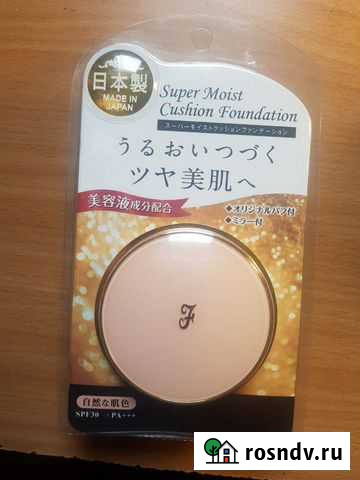 日本製
MADE IN
JAPAN
Super Moist
Cushion Foundation
スーパーモイストクッションファンデーション
うるおいつづく
ツヤ美肌へ
美容液成分配合
◆オリジナルパフ付
◆ミラー付
F
自然な肌色
SPF30 ・PA+++
rosndv.ru